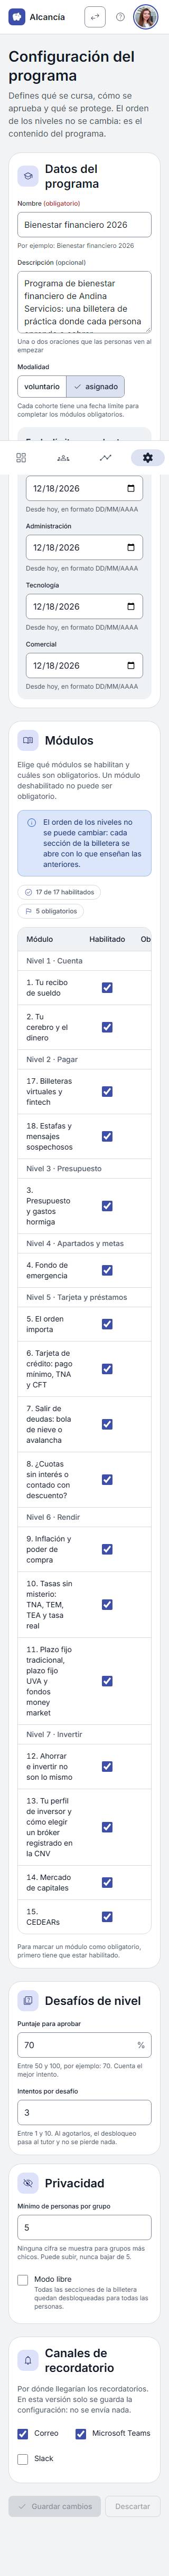 Alcancía
Configuración del
programa
Defines qué se cursa, cómo se
aprueba y qué se protege. El orden
de los niveles no se cambia: es el
contenido del programa.
Datos del
programa
Nombre (obligatorio)
Bienestar financiero 2026
Por ejemplo: Bienestar financiero 2026
Descripción (opcional)
Programa de bienestar
financiero de Andina
Servicios: una billetera de
práctica donde cada persona
Una o dos oraciones que las personas ven al
empezar
Modalidad
voluntario
asignado
Cada cohorte tiene una fecha límite para
completar los módulos obligatorios.
12/18/2026
Desde hoy, en formato DD/MM/AAAA
Administración
12/18/2026
Desde hoy, en formato DD/MM/AAAA
Tecnología
12/18/2026
Desde hoy, en formato DD/MM/AAAA
Comercial
12/18/2026
Desde hoy, en formato DD/MM/AAAA
Módulos
Elige qué módulos se habilitan y
cuáles son obligatorios. Un módulo
deshabilitado no puede ser
obligatorio.
El orden de los niveles no
se puede cambiar: cada
sección de la billetera se
abre con lo que enseñan las
anteriores.
17 de 17 habilitados
5 obligatorios
Módulo Habilitado Ob
Nivel 1 · Cuenta
1. Tu recibo
de sueldo
2. Tu
cerebro y el
dinero
Nivel 2 · Pagar
17. Billeteras
virtuales y
fintech
18. Estafas y
mensajes
sospechosos
Nivel 3 · Presupuesto
3.
Presupuesto
y gastos
hormiga
Nivel 4 · Apartados y metas
4. Fondo de
emergencia
Nivel 5 · Tarjeta y préstamos
5. El orden
importa
6. Tarjeta de
crédito: pago
mínimo, TNA
y CFT
7. Salir de
deudas: bola
de nieve o
avalancha
8. ¿Cuotas
sin interés o
contado con
descuento?
Nivel 6 · Rendir
9. Inflación y
poder de
compra
10. Tasas sin
misterio:
TNA, TEM,
TEA y tasa
real
11. Plazo fijo
tradicional,
plazo fijo
UVA y
fondos
money
market
Nivel 7 · Invertir
12. Ahorrar
e invertir no
son lo mismo
13. Tu perfil
de inversor y
cómo elegir
un bróker
registrado en
la CNV
14. Mercado
de capitales
15.
CEDEARs
Para marcar un módulo como obligatorio,
primero tiene que estar habilitado.
Desafíos de nivel
Puntaje para aprobar
70 %
Entre 50 y 100, por ejemplo: 70. Cuenta el
mejor intento.
Intentos por desafío
3
Entre 1 y 10. Al agotarlos, el desbloqueo
pasa al tutor y no se pierde nada.
Privacidad
Mínimo de personas por grupo
5
Ninguna cifra se muestra para grupos más
chicos. Puede subir, nunca bajar de 5.
Modo libre
Todas las secciones de la billetera
quedan desbloqueadas para todas las
personas.
Canales de
recordatorio
Por dónde llegarían los recordatorios.
En esta versión solo se guarda la
configuración: no se envía nada.
Correo
Microsoft Teams
Slack
Guardar cambios
Descartar